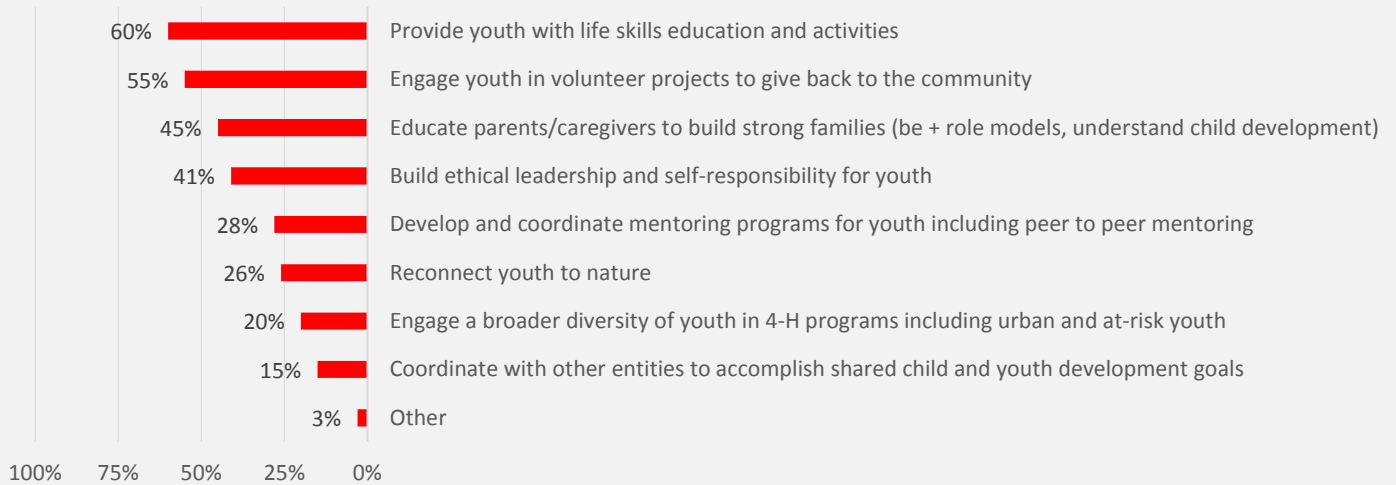 60% Provide youth with life skills education and activities
55% Engage youth in volunteer projects to give back to the community
45% Educate parents/caregivers to build strong families (be + role models, understand child development)
41% Build ethical leadership and self-responsibility for youth
28% Develop and coordinate mentoring programs for youth including peer to peer mentoring
26% Reconnect youth to nature
20% Engage a broader diversity of youth in 4-H programs including urban and at-risk youth
15% Coordinate with other entities to accomplish shared child and youth development goals
3% Other
100% 75% 50% 25% 0%